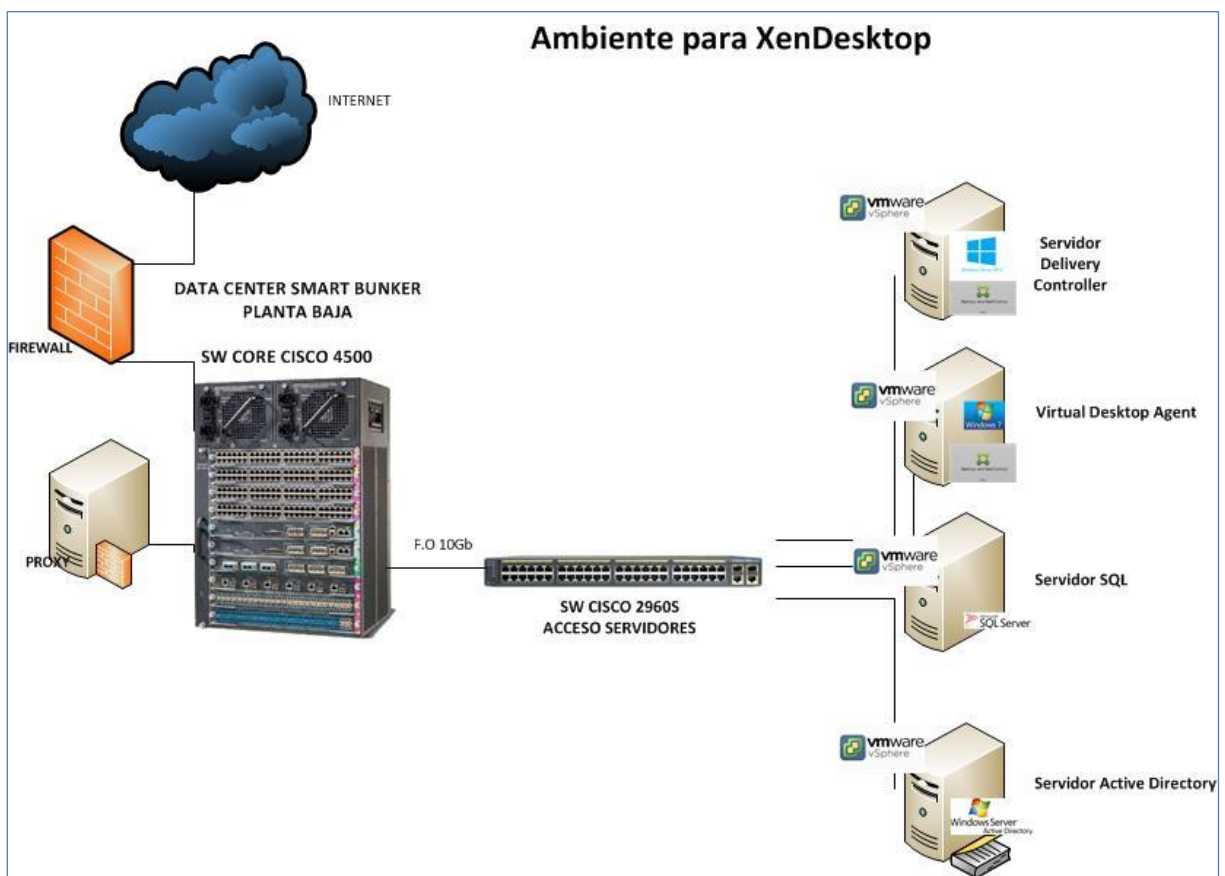 Ambiente para XenDesktop
INTERNET
DATA CENTER SMART BUNKER
PLANTA BAJA
FIREWALL
SW CORE CISCO 4500
PROXY
F.O 10Gb
SW CISCO 2960S
ACCESO SERVIDORES
vmware
vSphere
Servidor
Delivery
Controller
vmware
vSphere
Windows 7
Virtual Desktop Agent
vmware
vSphere
Servidor SQL
SQL Server
vmware
vSphere
Servidor Active Directory
Windows Server
Active Directory